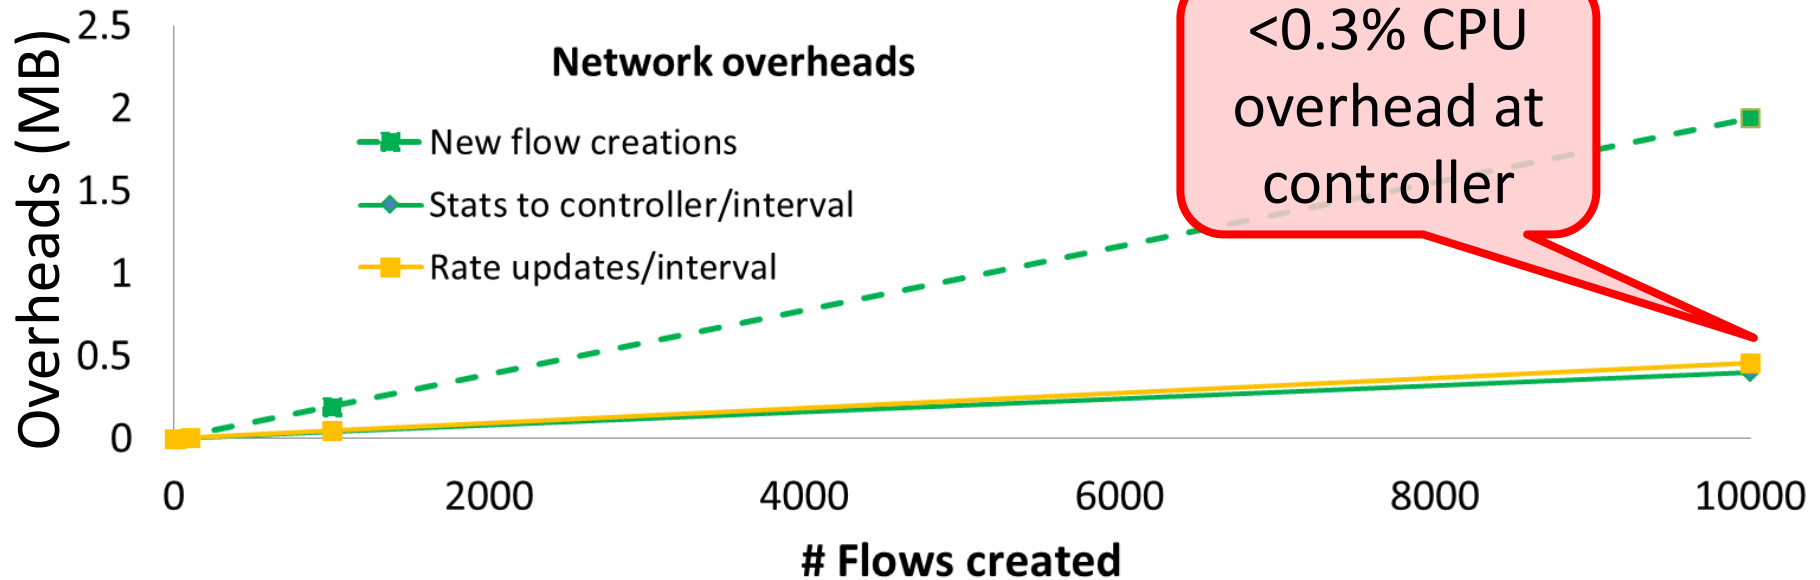 <0.3% CPU
overhead at
controller
Network overheads
New flow creations
Stats to controller/interval
Rate updates/interval
Overheads (MB)
2.5
2
1.5
1
0.5
0
0 2000 4000 6000 8000 10000
# Flows created